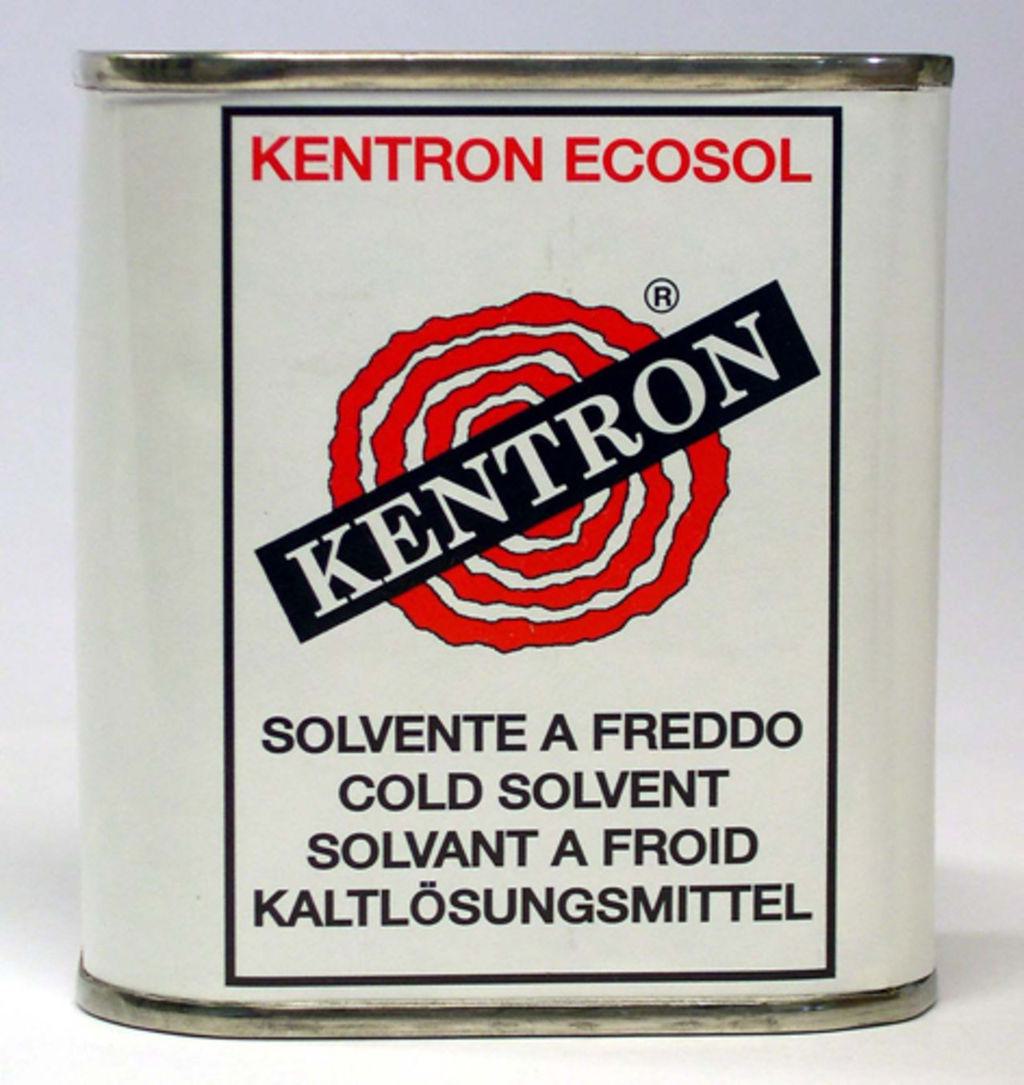 KENTRON ECOSOL
®
KENTRON
SOLVENTE A FREDDO
COLD SOLVENT
SOLVANT A FROID
KALTLÖSUNGSMITTEL